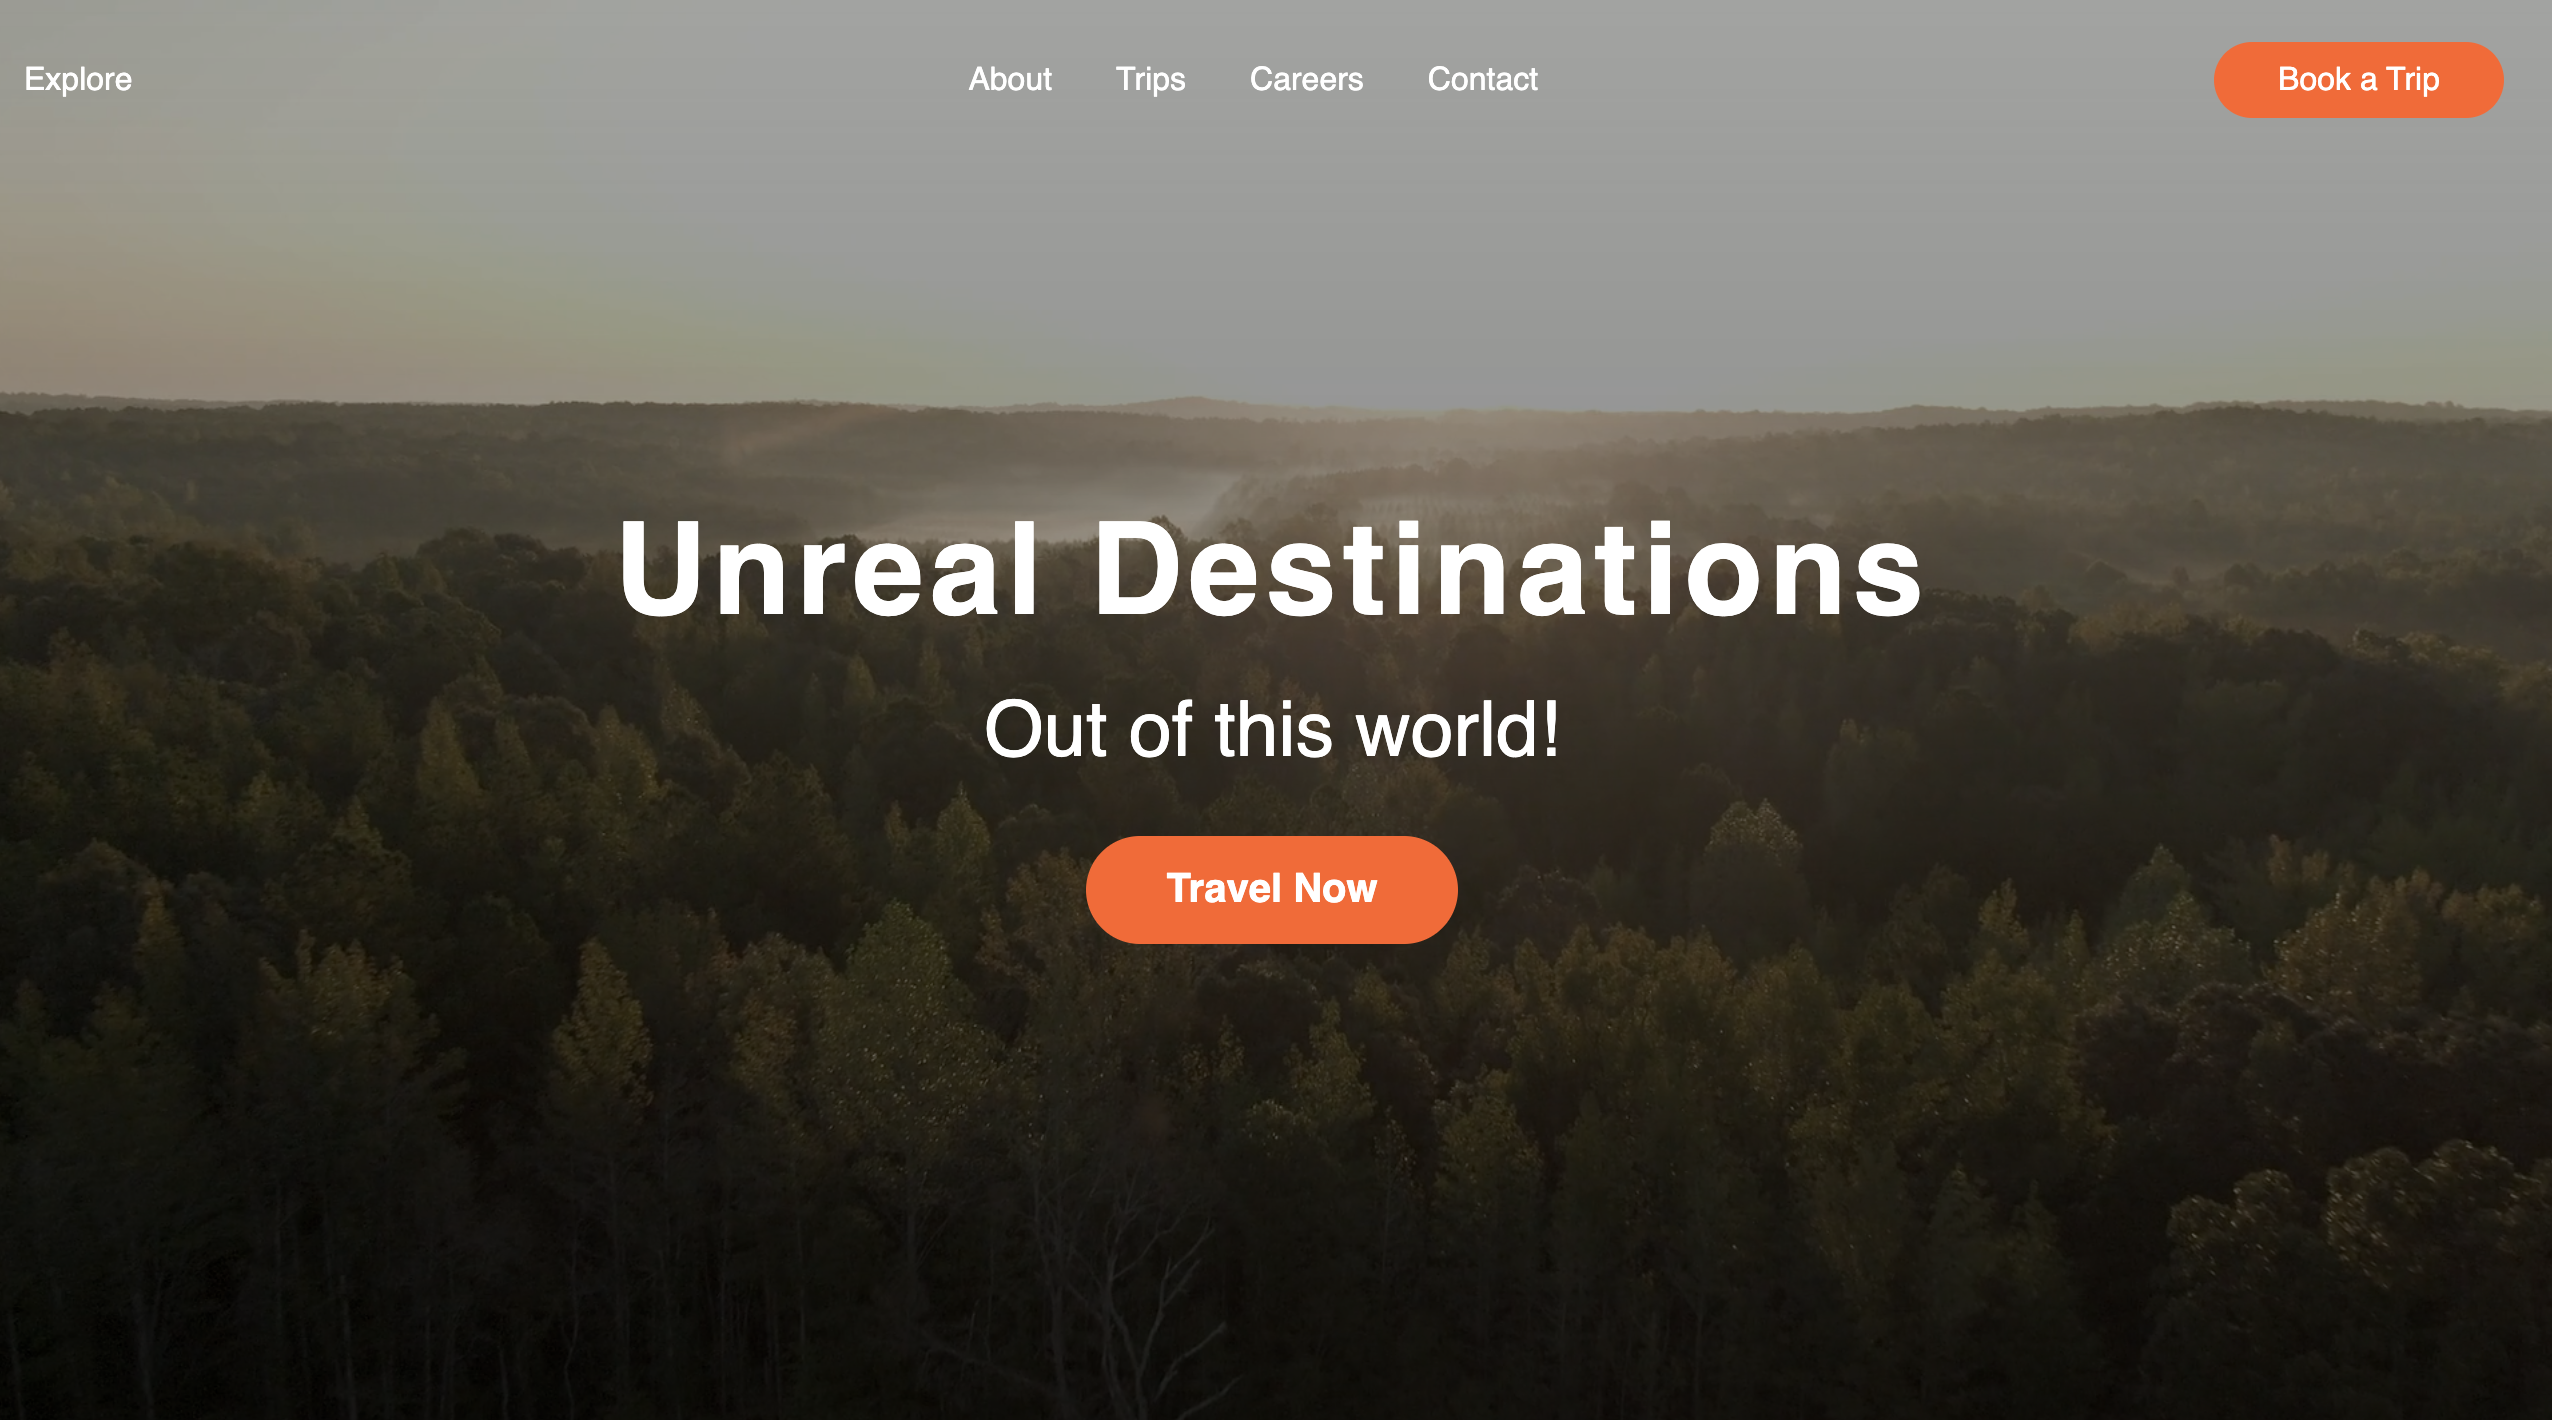 Explore
About Trips Careers Contact
Book a Trip
Unreal Destinations
Out of this world!
Travel Now